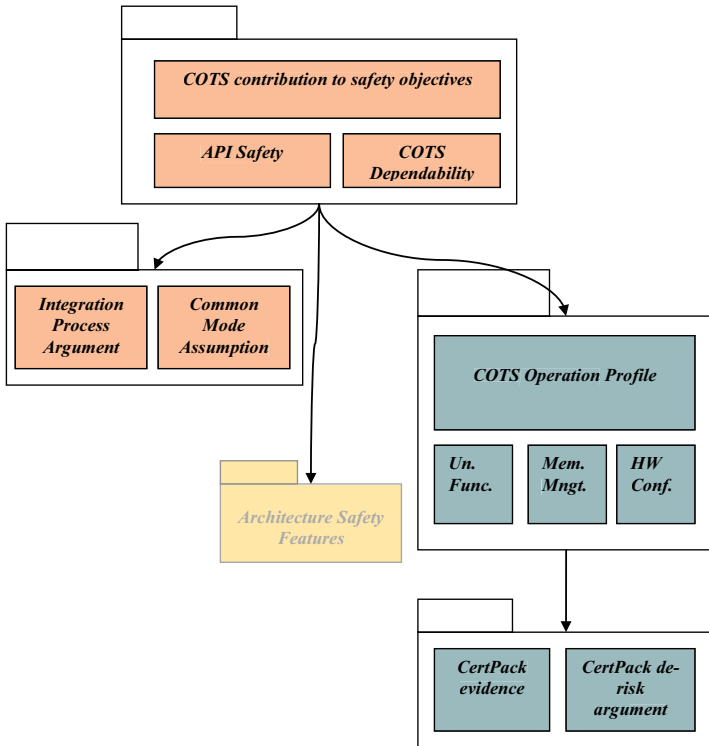 COTS contribution to safety objectives
API Safety
COTS
Dependability
Integration
Process
Argument
Common
Mode
Assumption
COTS Operation Profile
Un.
Func.
Mem.
Mngt.
HW
Conf.
Architecture Safety
Features
CertPack
evidence
CertPack de-
risk
argument